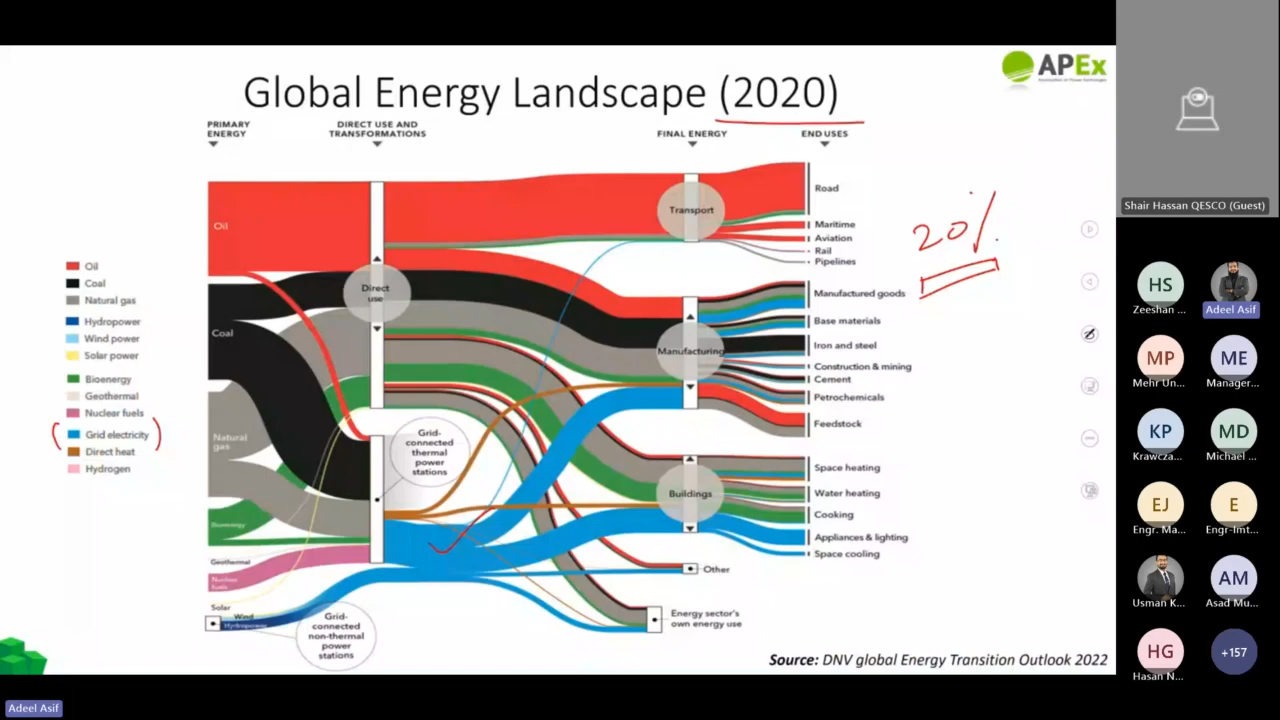 APEx
Global Energy Landscape (2020)
PRIMARY
ENERGY
DIRECT USE AND
TRANSFORMATIONS
FINAL ENERGY
END USES
Oil
Coal
Natural gas
Hydropower
Wind power
Solar power
Bioenergy
Geothermal
Nuclear fuels
Grid electricity
Direct heat
Hydrogen
Oil
Coal
Natural
gas
Bioenergy
Geothermal
Nuclear
fuels
Solar
Wind
Hydropower
Direct
use
Grid-
connected
thermal
power
stations
Grid-
connected
non-thermal
power
stations
Transport
Manufacturing
Buildings
Other
Energy sector's
own energy use
Road
Maritime
Aviation
Rail
Pipelines
Manufactured goods
Base materials
Iron and steel
Construction & mining
Cement
Petrochemicals
Feedstock
Space heating
Water heating
Cooking
Appliances & lighting
Space cooling
20%
Source: DNV global Energy Transition Outlook 2022
Shair Hassan QESCO (Guest)
HS
Zeeshan ...
Adeel Asif
MP
Mehr Un...
ME
Manager...
KP
Krawcza...
MD
Michael ...
EJ
Engr. Ma...
E
Engr-Imt...
Usman K...
AM
Asad Mu...
HG
Hasan N...
+157
Adeel Asif